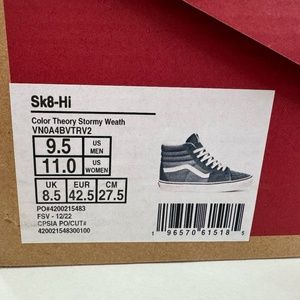 Sk8-Hi
Color Theory Stormy Weath
VN0A4BVTRV2
9.5 US MEN
11.0 US WOMEN
UK EUR CM
8.5 42.5 27.5
PO#4200215483
FSV - 12/22
CPSIA PO/CUT#
420021548300100
1 96570 61518 5